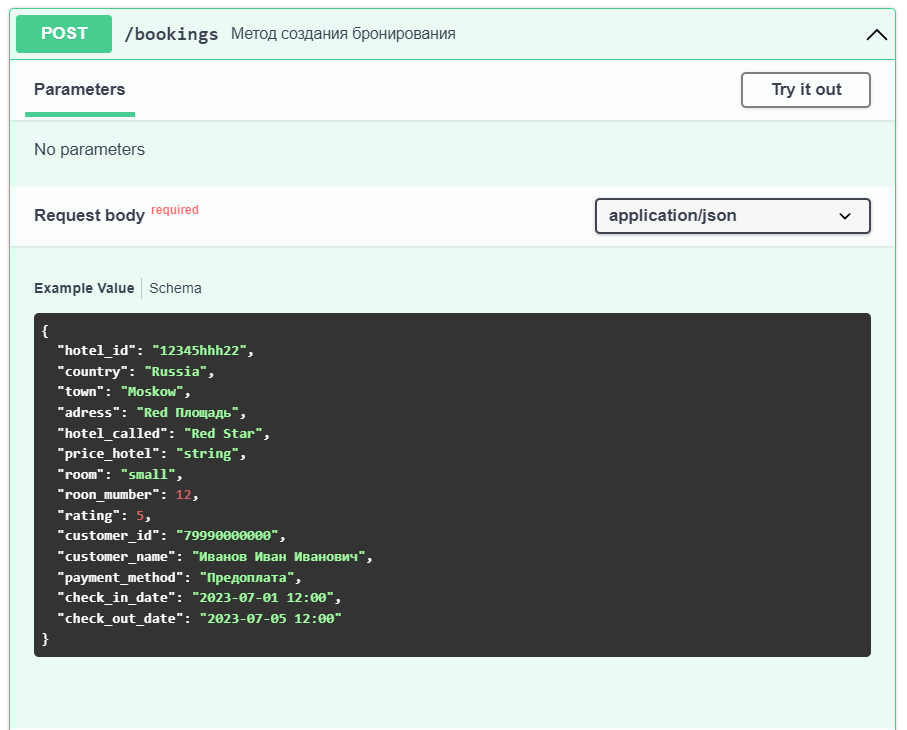 POST /bookings Метод создания бронирования
Parameters Try it out
No parameters
Request body required application/json
Example Value Schema
{
"hotel_id": "12345hhh22",
"country": "Russia",
"town": "Moskow",
"adress": "Red Площадь",
"hotel_called": "Red Star",
"price_hotel": "string",
"room": "small",
"roon_mumber": 12,
"rating": 5,
"customer_id": "79990000000",
"customer_name": "Иванов Иван Иванович",
"payment_method": "Предоплата",
"check_in_date": "2023-07-01 12:00",
"check_out_date": "2023-07-05 12:00"
}